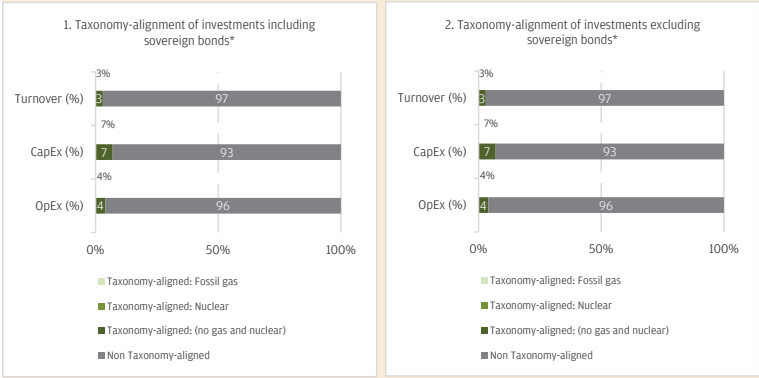 1. Taxonomy-alignment of investments including
sovereign bonds*
3%
Turnover (%)
3
97
7%
CapEx (%)
7
93
4%
OpEx (%)
4
96
0%
50%
100%
Taxonomy-aligned: Fossil gas
Taxonomy-aligned: Nuclear
Taxonomy-aligned: (no gas and nuclear)
Non Taxonomy-aligned
2. Taxonomy-alignment of investments excluding
sovereign bonds*
3%
Turnover (%)
3
97
7%
CapEx (%)
7
93
4%
OpEx (%)
4
96
0%
50%
100%
Taxonomy-aligned: Fossil gas
Taxonomy-aligned: Nuclear
Taxonomy-aligned: (no gas and nuclear)
Non Taxonomy-aligned